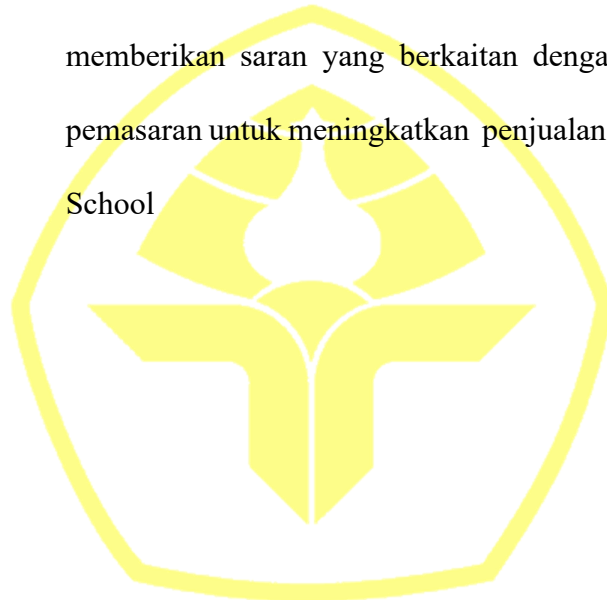 memberikan saran yang berkaitan denga
pemasaran untuk meningkatkan penjualan
School